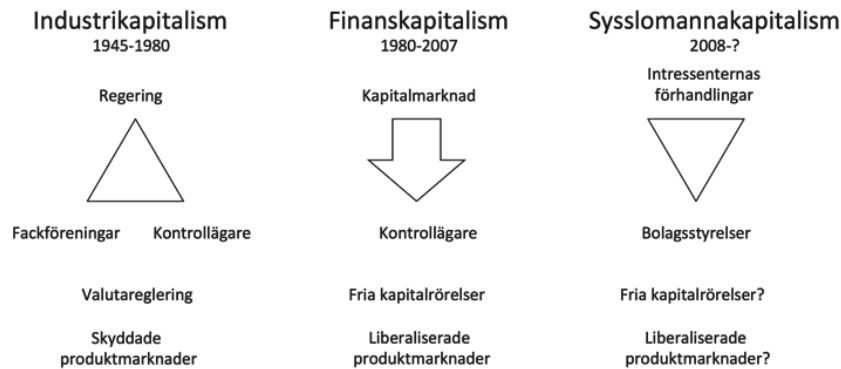 Industrikapitalism
1945-1980
Regering
Fackföreningar
Kontrollägare
Valutareglering
Skyddade
produktmarknader
Finanskapitalism
1980-2007
Kapitalmarknad
Kontrollägare
Fria kapitalrörelser
Liberaliserade
produktmarknader
Sysslomannakapitalism
2008-?
Intressenternas
förhandlingar
Bolagsstyrelser
Fria kapitalrörelser?
Liberaliserade
produktmarknader?